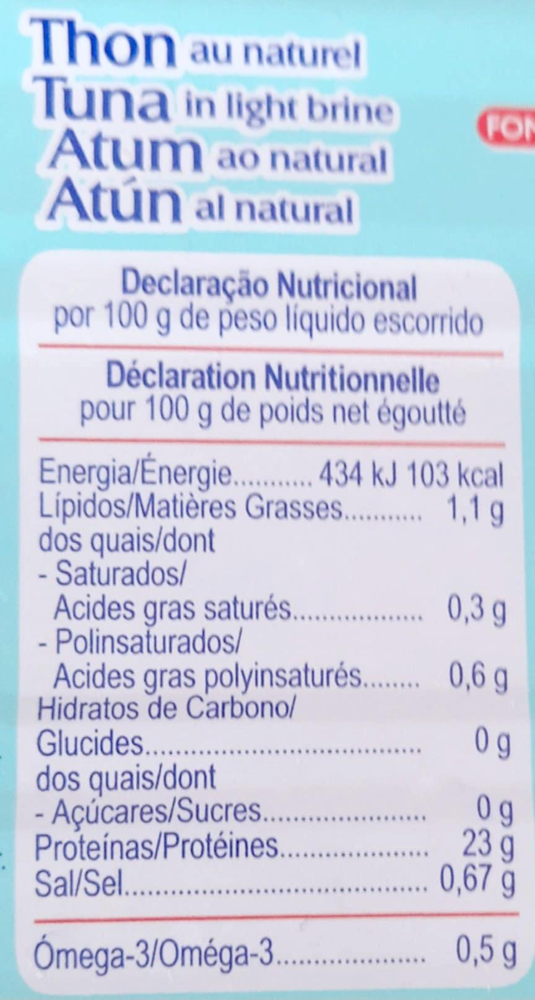 Thon au naturel
Tuna in light brine
Atum ao natural
Atún al natural
FON
Declaração Nutricional
por 100 g de peso líquido escorrido
Déclaration Nutritionnelle
pour 100 g de poids net égoutté
Energia/Énergie........... 434 kJ 103 kcal
Lípidos/Matières Grasses........... 1,1 g
dos quais/dont
- Saturados/
Acides gras saturés.................. 0,3 g
- Polinsaturados/
Acides gras polyinsaturés........ 0,6 g
Hidratos de Carbono/
Glucides...................................... 0 g
dos quais/dont
- Açúcares/Sucres...................... 0 g
Proteínas/Protéines.................... 23 g
Sal/Sel......................................... 0,67 g
Ómega-3/Oméga-3..................... 0,5 g